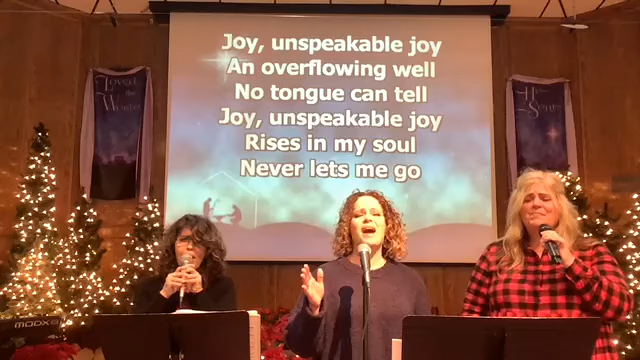 Joy, unspeakable joy
An overflowing well
No tongue can tell
Joy, unspeakable joy
Rises in my soul
Never lets me go
MODX8